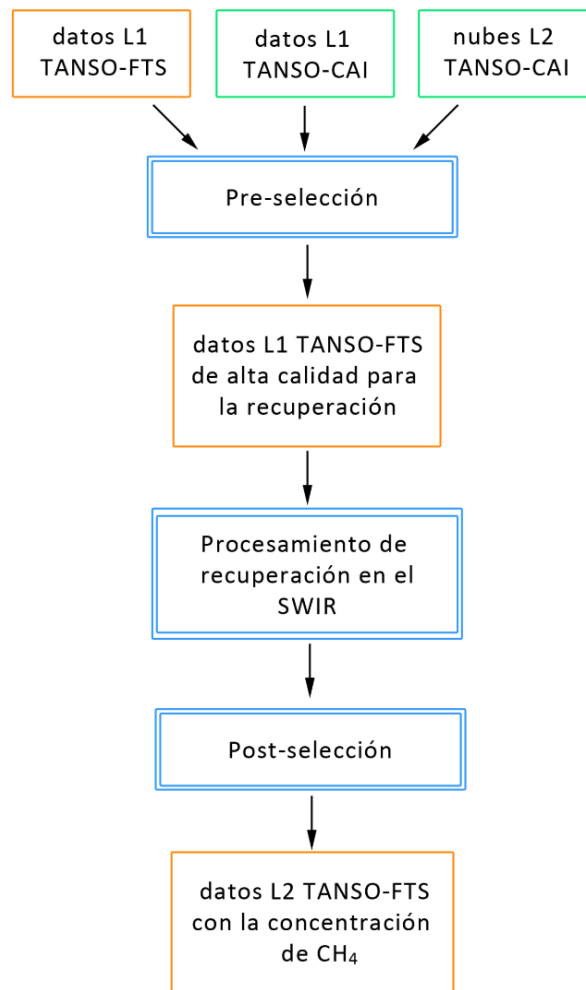 datos L1
TANSO-FTS
datos L1
TANSO-CAI
nubes L2
TANSO-CAI
Pre-selección
datos L1 TANSO-FTS
de alta calidad para
la recuperación
Procesamiento de
recuperación en el
SWIR
Post-selección
datos L2 TANSO-FTS
con la concentración
de CH₄